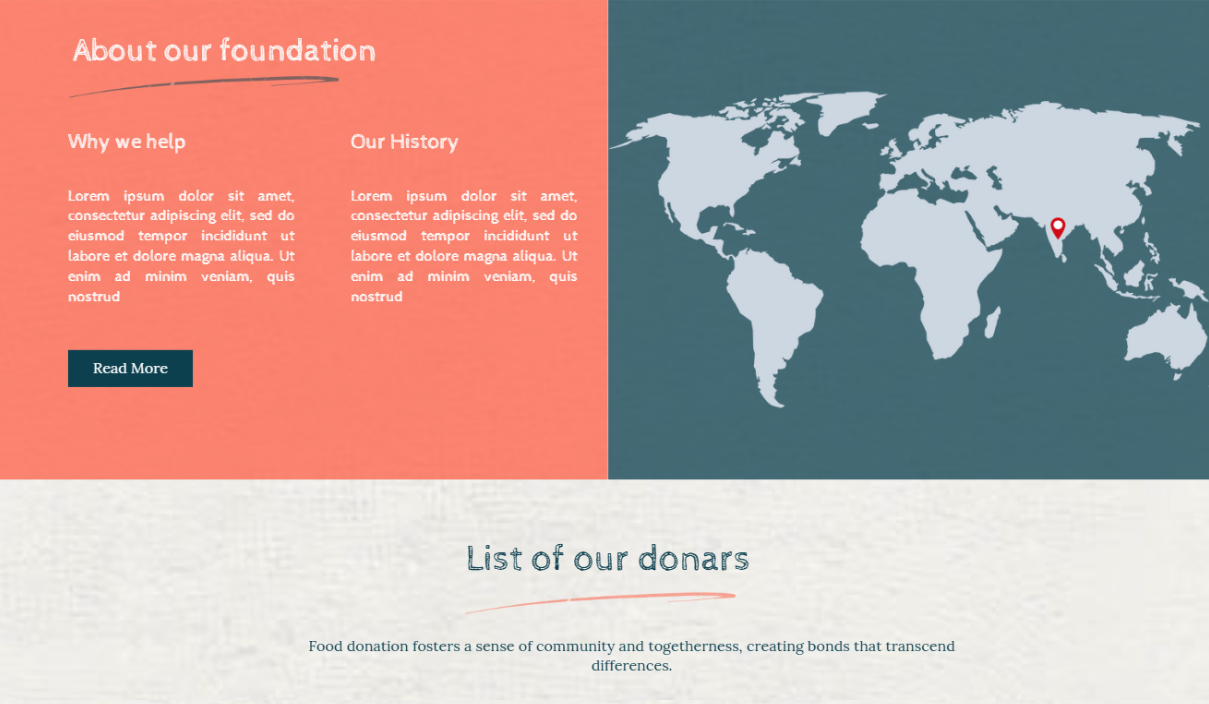 About our foundation
Why we help
Lorem ipsum dolor sit amet,
consectetur adipiscing elit, sed do
eiusmod tempor incididunt ut
labore et dolore magna aliqua. Ut
enim ad minim veniam, quis
nostrud
Our History
Lorem ipsum dolor sit amet,
consectetur adipiscing elit, sed do
eiusmod tempor incididunt ut
labore et dolore magna aliqua. Ut
enim ad minim veniam, quis
nostrud
Read More
List of our donars
Food donation fosters a sense of community and togetherness, creating bonds that transcend
differences.